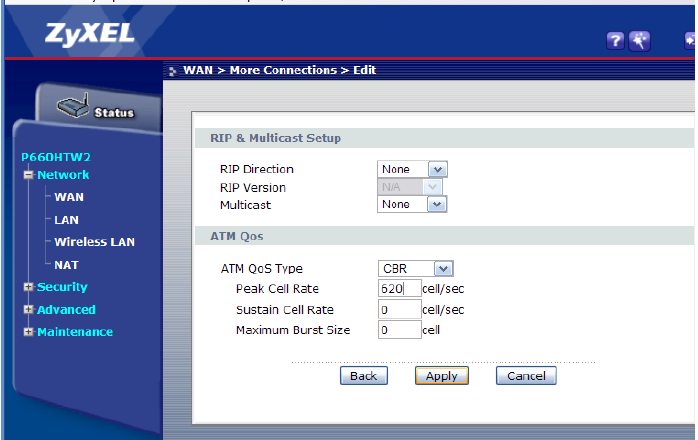 ZyXEL
WAN > More Connections > Edit
Status
P660HTW2
Network
WAN
LAN
Wireless LAN
NAT
Security
Advanced
Maintenance
RIP & Multicast Setup
RIP Direction None
RIP Version N/A
Multicast None
ATM Qos
ATM QoS Type CBR
Peak Cell Rate 620 cell/sec
Sustain Cell Rate 0 cell/sec
Maximum Burst Size 0 cell
Back Apply Cancel